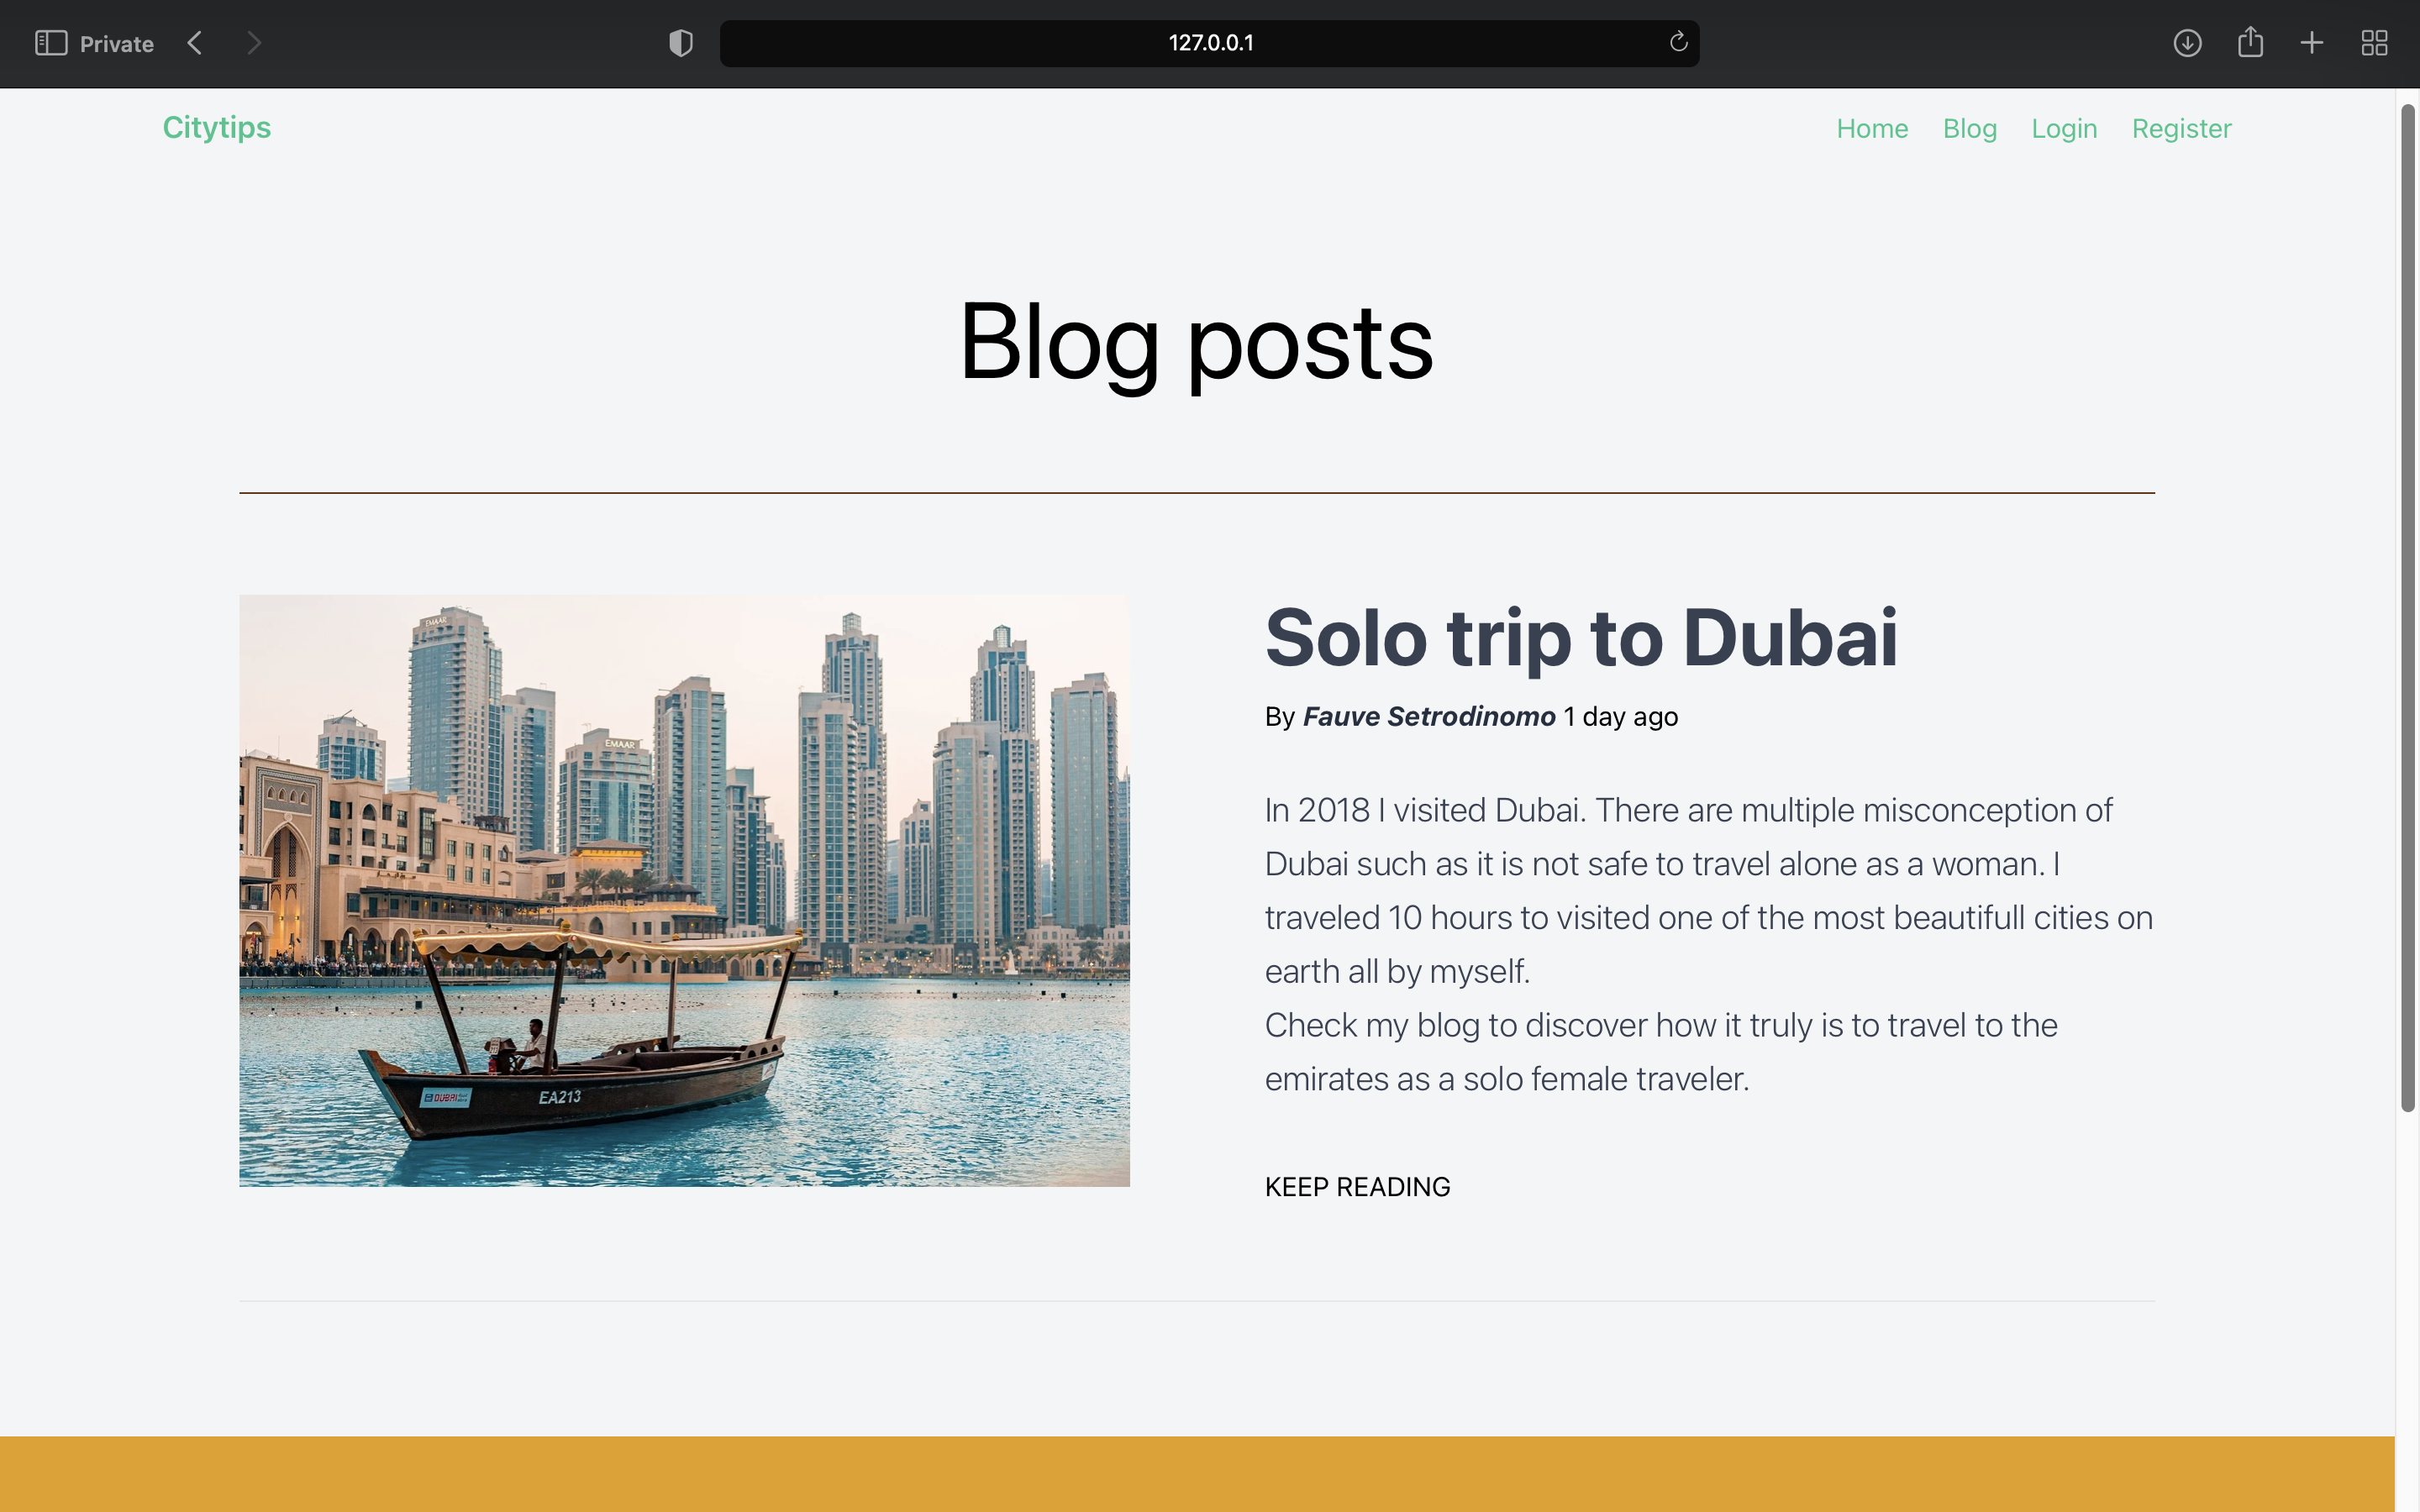 Private
127.0.0.1
Citytips
Home Blog Login Register
Blog posts
EMAAR
EMAAR
DUBAI
EA213
Solo trip to Dubai
By Fauve Setrodinomo 1 day ago
In 2018 I visited Dubai. There are multiple misconception of
Dubai such as it is not safe to travel alone as a woman. I
traveled 10 hours to visited one of the most beautifull cities on
earth all by myself.
Check my blog to discover how it truly is to travel to the
emirates as a solo female traveler.
KEEP READING